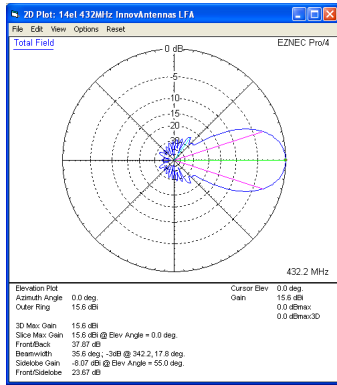 2D Plot: 14el 432MHz InnovAntennas LFA
File Edit View Options Reset
Total Field
EZNEC Pro/4
0 dB
-5
-10
-15
-20
432.2 MHz
Elevation Plot
Azimuth Angle 0.0 deg.
Outer Ring 15.6 dBi
Cursor Elev 0.0 deg.
Gain 15.6 dBi
0.0 dBmax
0.0 dBmax3D
3D Max Gain 15.6 dBi
Slice Max Gain 15.6 dBi @ Elev Angle = 0.0 deg.
Front/Back 37.87 dB
Beamwidth 35.6 deg.; -3dB @ 342.2, 17.8 deg.
Sidelobe Gain -8.07 dBi @ Elev Angle = 55.0 deg.
Front/Sidelobe 23.67 dB